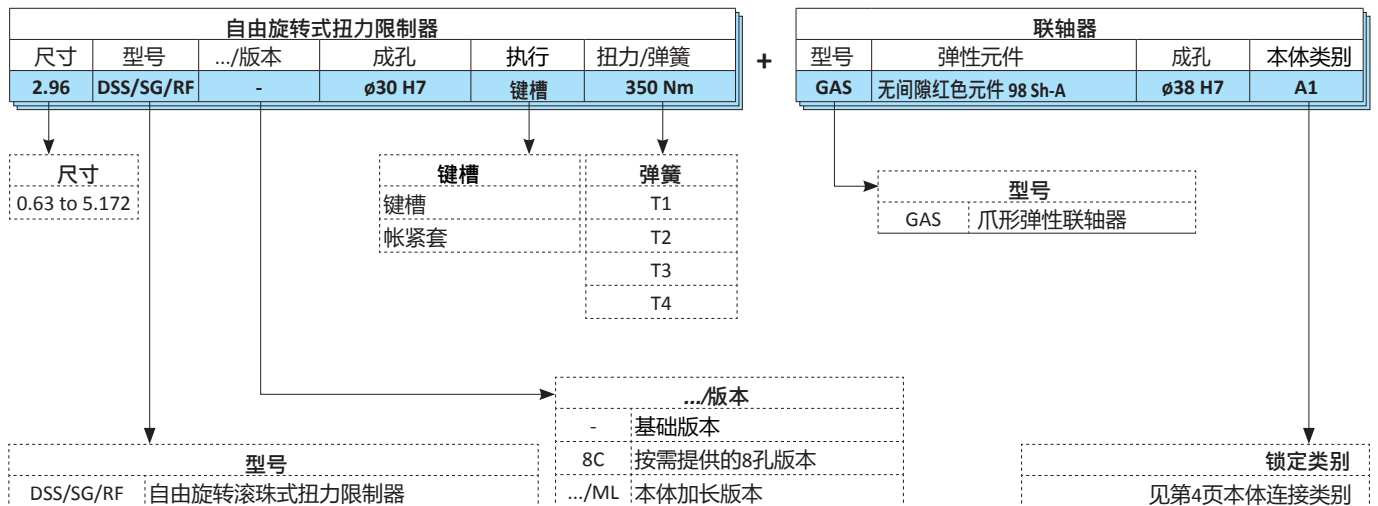 自由旋转式扭力限制器
尺寸 型号 .../版本 成孔 执行 扭力/弹簧
2.96 DSS/SG/RF - ø30 H7 键槽 350 Nm
+
联轴器
型号 弹性元件 成孔 本体类别
GAS 无间隙红色元件 98 Sh-A ø38 H7 A1
尺寸
0.63 to 5.172
键槽
键槽
帐紧套
弹簧
T1
T2
T3
T4
型号
GAS 爪形弹性联轴器
.../版本
- 基础版本
8C 按需提供的8孔版本
.../ML 本体加长版本
型号
DSS/SG/RF 自由旋转滚珠式扭力限制器
锁定类别
见第4页本体连接类别